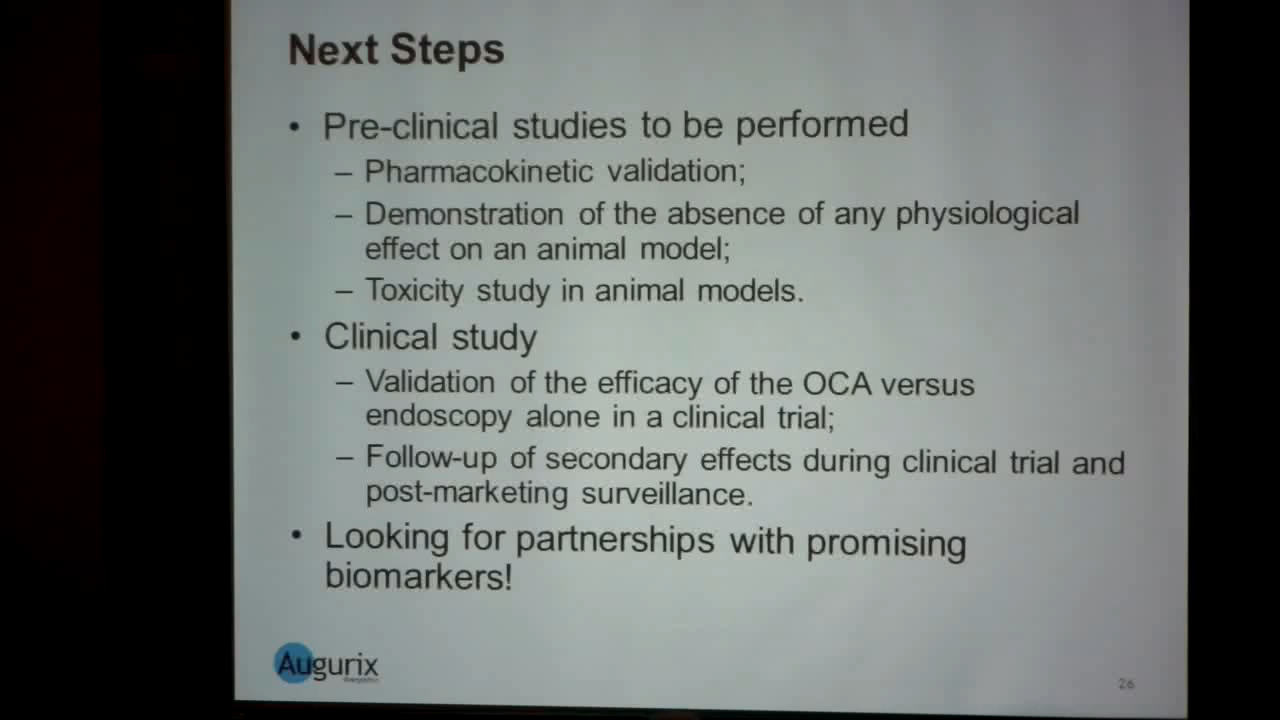 Next Steps
• Pre-clinical studies to be performed
– Pharmacokinetic validation;
– Demonstration of the absence of any physiological
effect on an animal model;
– Toxicity study in animal models.
• Clinical study
– Validation of the efficacy of the OCA versus
endoscopy alone in a clinical trial;
– Follow-up of secondary effects during clinical trial and
post-marketing surveillance.
• Looking for partnerships with promising
biomarkers!
Augurix
26